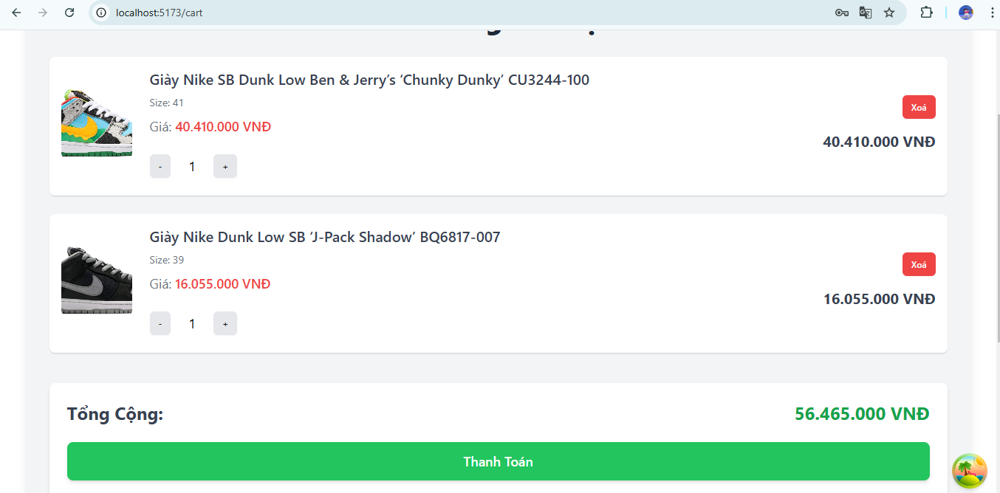 localhost:5173/cart
Giày Nike SB Dunk Low Ben & Jerry’s ‘Chunky Dunky’ CU3244-100
Size: 41
Xoá
Giá: 40.410.000 VNĐ
40.410.000 VNĐ
- 1 +
Giày Nike Dunk Low SB ‘J-Pack Shadow’ BQ6817-007
Size: 39
Xoá
Giá: 16.055.000 VNĐ
16.055.000 VNĐ
- 1 +
Tổng Cộng: 56.465.000 VNĐ
Thanh Toán